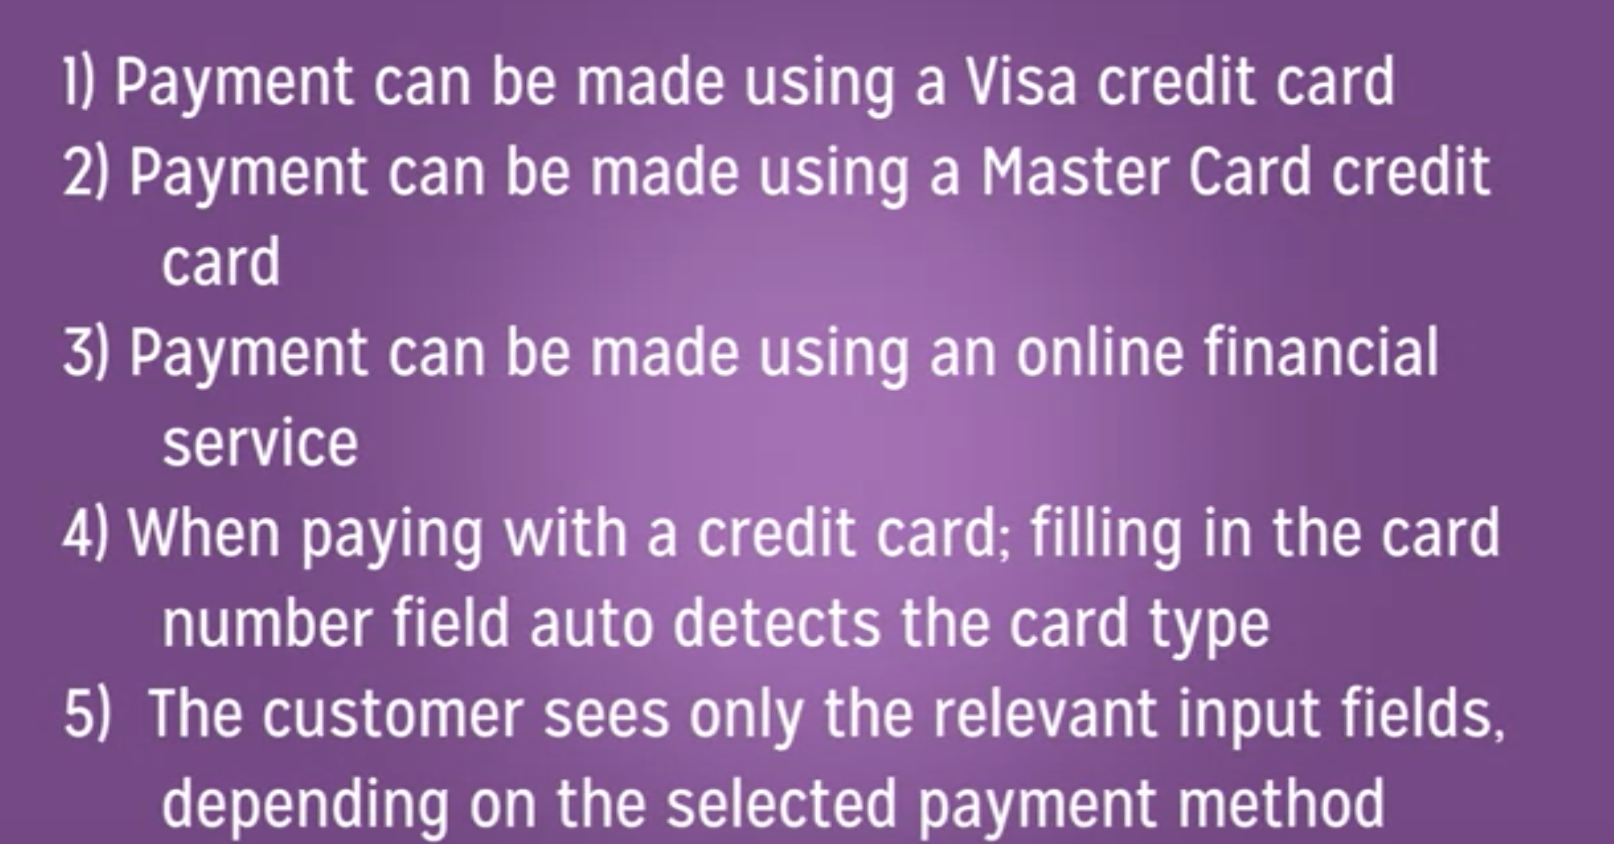 1) Payment can be made using a Visa credit card
2) Payment can be made using a Master Card credit
card
3) Payment can be made using an online financial
service
4) When paying with a credit card; filling in the card
number field auto detects the card type
5) The customer sees only the relevant input fields,
depending on the selected payment method